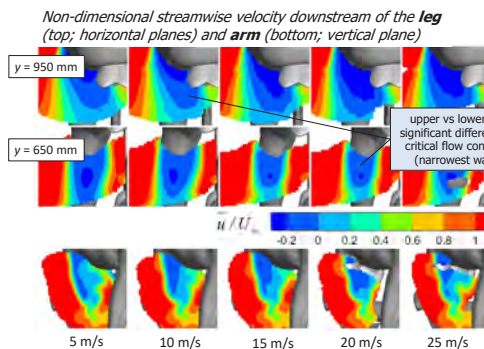 Non-dimensional streamwise velocity downstream of the leg
(top; horizontal planes) and arm (bottom; vertical plane)
y = 950 mm
upper vs lower
significant differe
critical flow con
(narrowest wa
y = 650 mm
-0.2 0 0.2 0.4 0.6 0.8 1
5 m/s 10 m/s 15 m/s 20 m/s 25 m/s